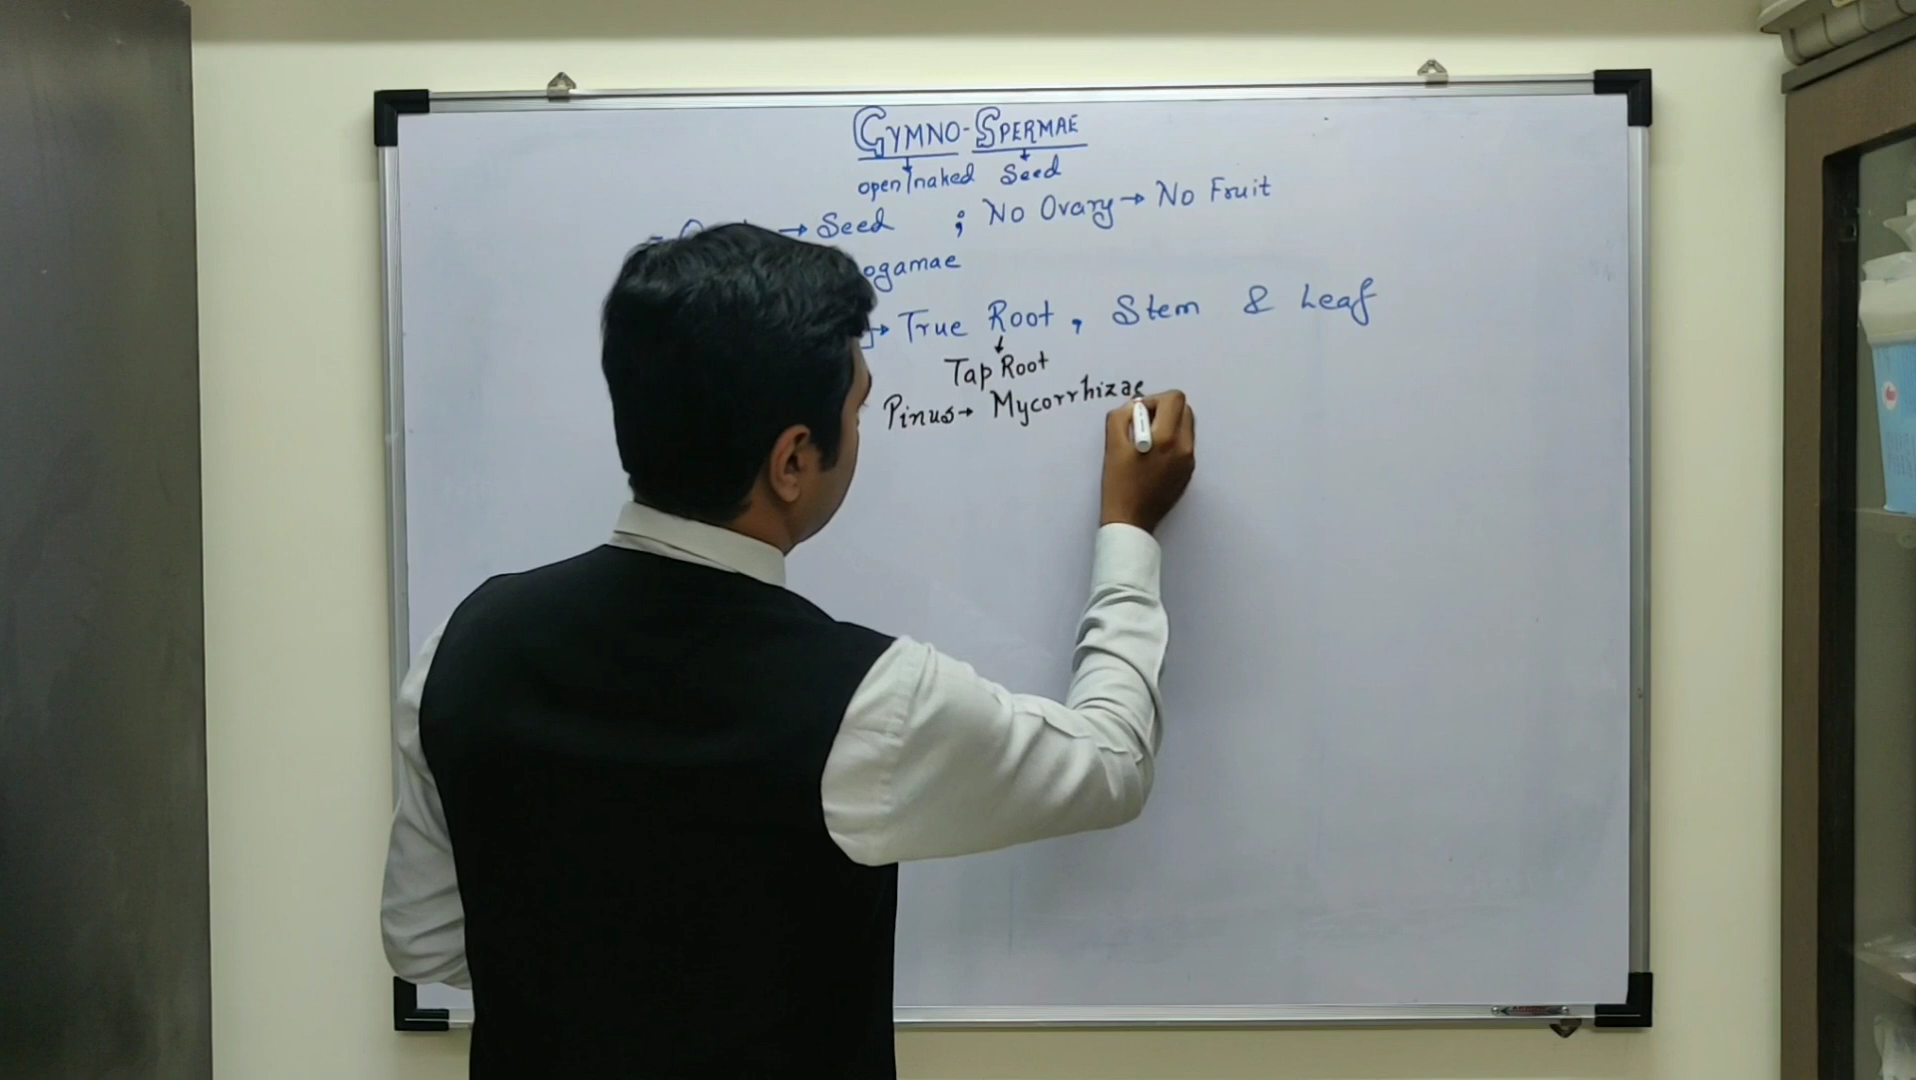 GYMNO-SPERMAE
open/naked Seed
→ Seed ; No Ovary → No Fruit
ogamae
→ True Root, Stem & Leaf
Tap Root
Pinus → Mycorrhizae